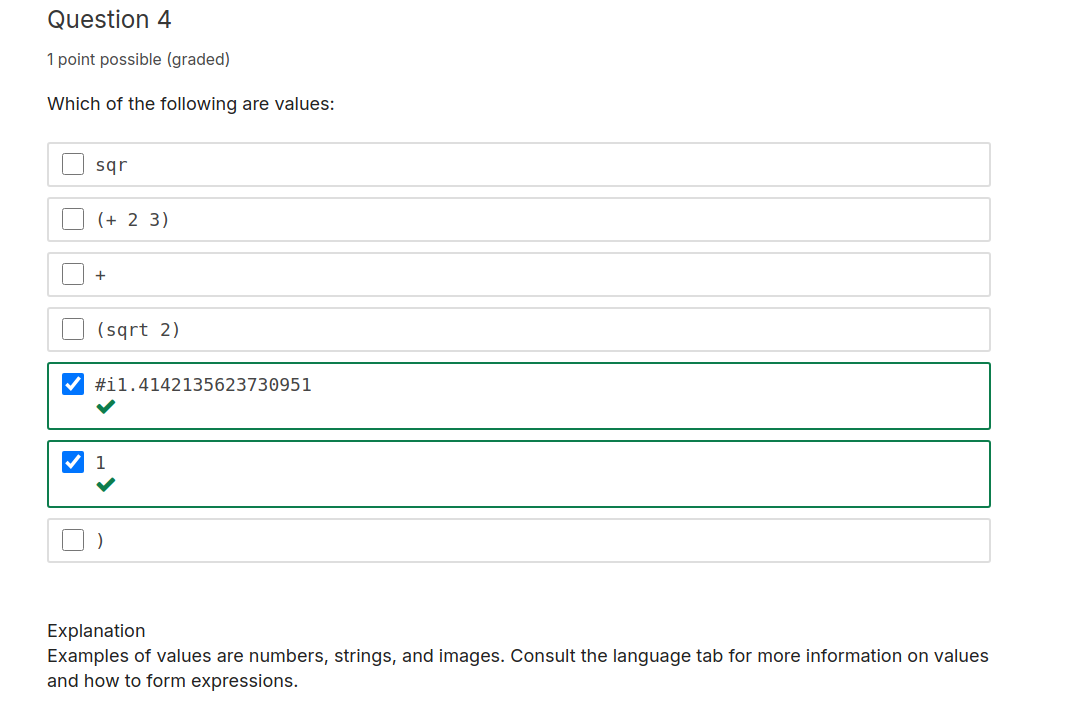 Question 4
1 point possible (graded)
Which of the following are values:
sqr
(+ 2 3)
+
(sqrt 2)
#i1.4142135623730951
1
)
Explanation
Examples of values are numbers, strings, and images. Consult the language tab for more information on values
and how to form expressions.